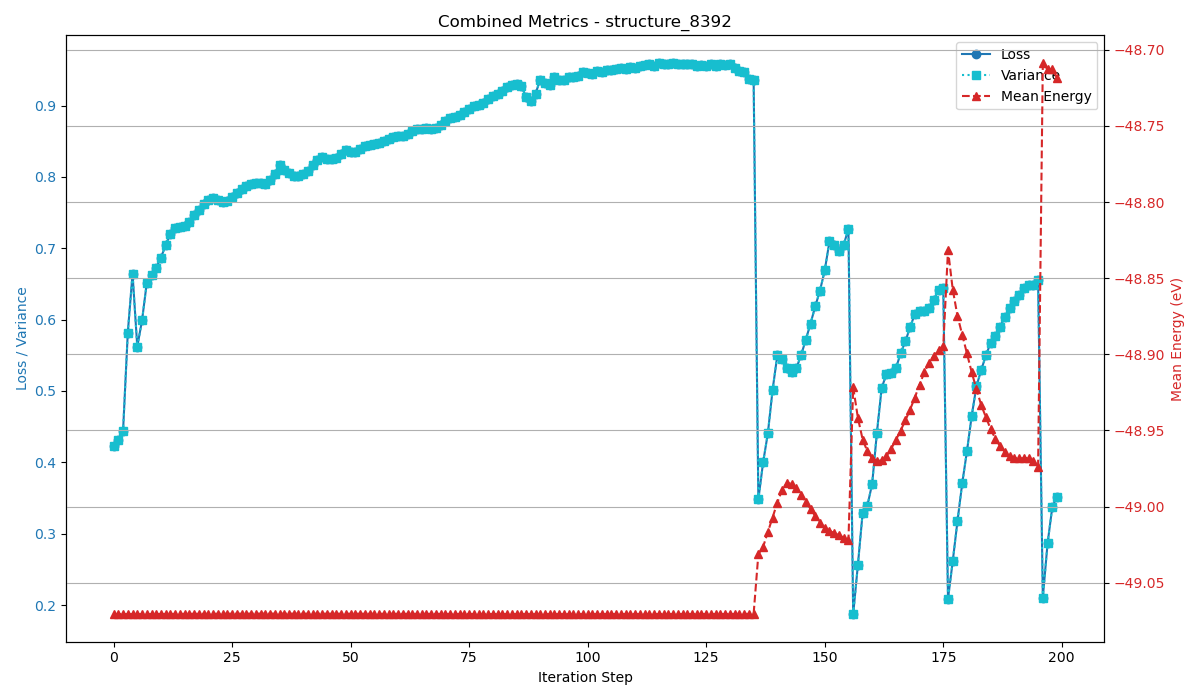 Combined Metrics - structure_8392
Loss
Variance
Mean Energy
Loss / Variance
0.9
0.8
0.7
0.6
0.5
0.4
0.3
0.2
−48.70
−48.75
−48.80
−48.85
−48.90
−48.95
−49.00
−49.05
Mean Energy (eV)
0 25 50 75 100 125 150 175 200
Iteration Step